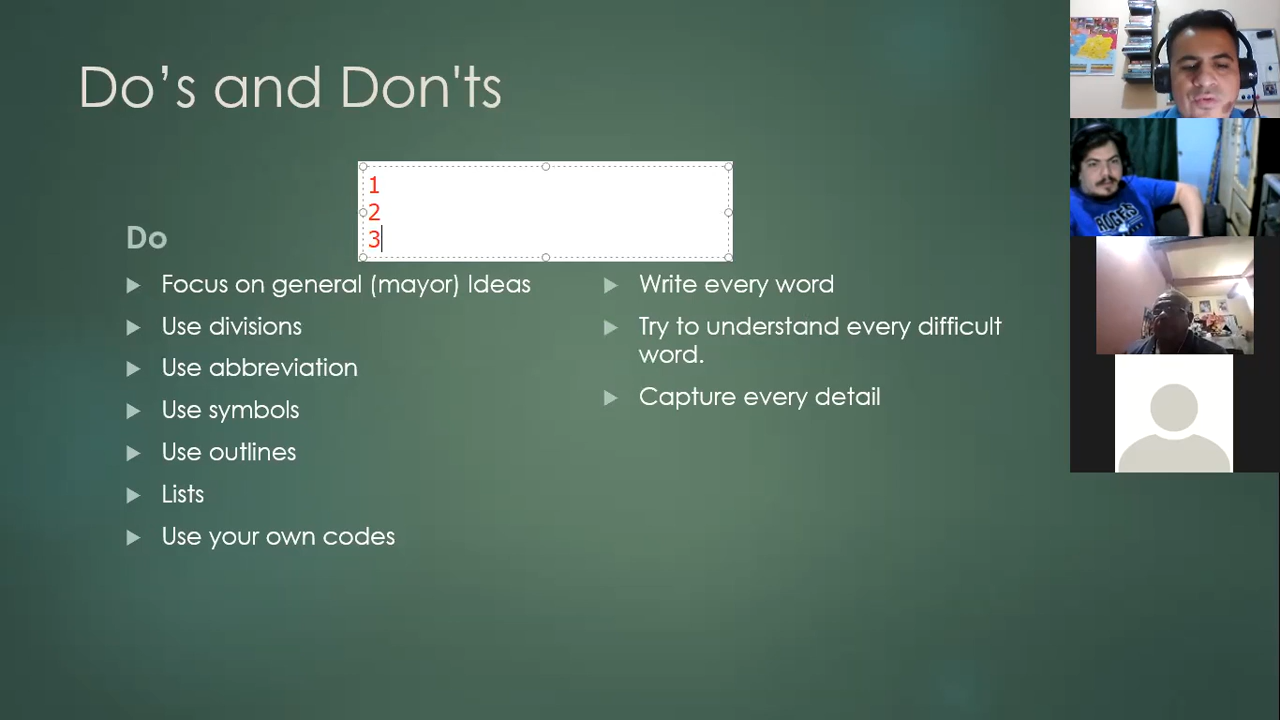 Do’s and Don'ts
1
2
3
Do
Focus on general (mayor) Ideas
Use divisions
Use abbreviation
Use symbols
Use outlines
Lists
Use your own codes
Write every word
Try to understand every difficult
word.
Capture every detail